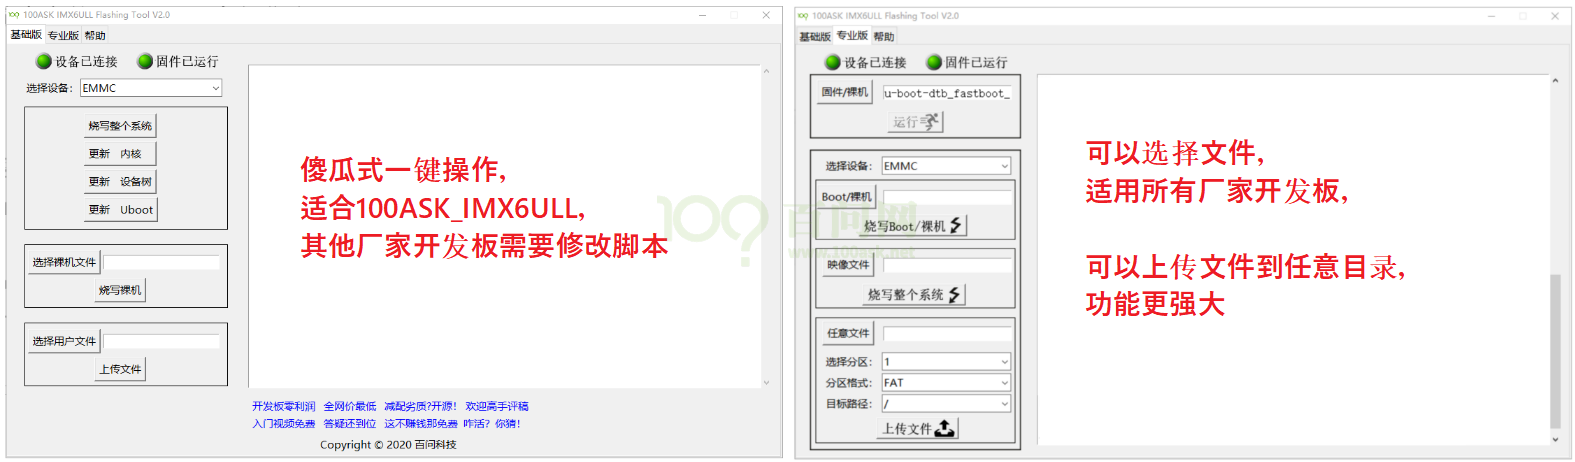 100ASK IMX6ULL Flashing Tool V2.0
基础版 专业版 帮助
设备已连接 固件已运行
选择设备： EMMC
烧写整个系统
更新 内核
更新 设备树
更新 Uboot
选择裸机文件
烧写裸机
选择用户文件
上传文件
傻瓜式一键操作，
适合100ASK_IMX6ULL，
其他厂家开发板需要修改脚本
开发板零利润 全网价最低 减配劣质?开源！ 欢迎高手评稿
入门视频免费 答疑还到位 这不赚钱那免费 咋活？你猜！
Copyright © 2020 百问科技
100ASK IMX6ULL Flashing Tool V2.0
基础版 专业版 帮助
设备已连接 固件已运行
固件/裸机 u-boot-dtb_fastboot_
运行
选择设备： EMMC
Boot/裸机
烧写Boot/裸机
映像文件
烧写整个系统
任意文件
选择分区： 1
分区格式： FAT
目标路径： /
上传文件
可以选择文件，
适用所有厂家开发板，
可以上传文件到任意目录，
功能更强大
百问网
www.100ask.net